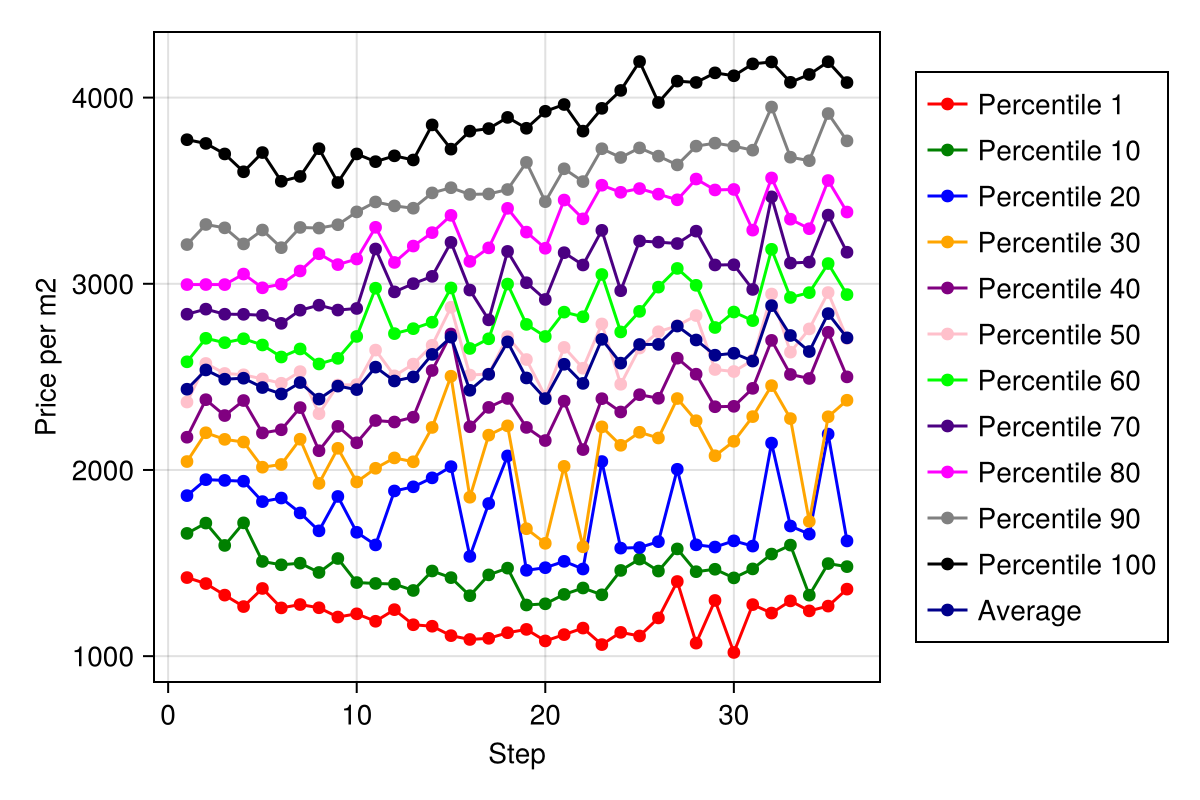 Price per m2
4000
3000
2000
1000
0
10
20
30
Step
Percentile 1
Percentile 10
Percentile 20
Percentile 30
Percentile 40
Percentile 50
Percentile 60
Percentile 70
Percentile 80
Percentile 90
Percentile 100
Average